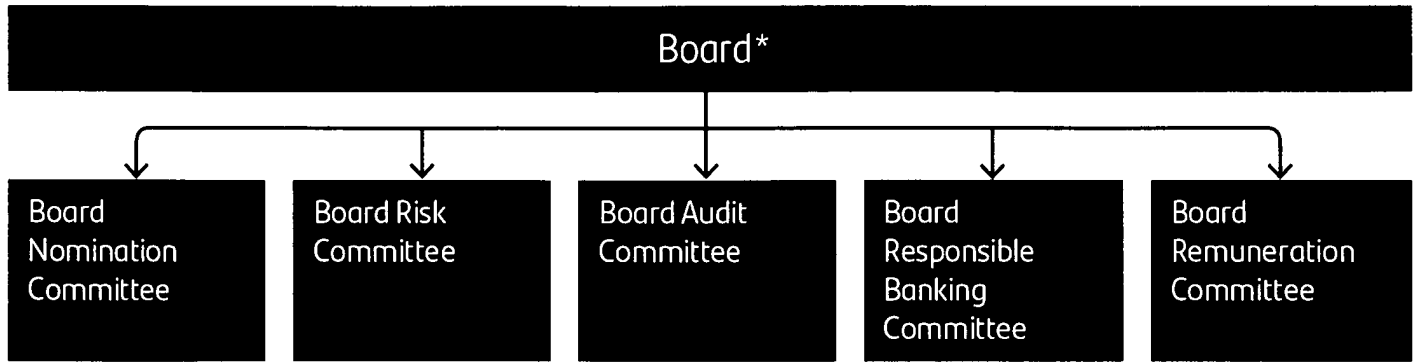 Board*
Board
Nomination
Committee
Board Risk
Committee
Board Audit
Committee
Board
Responsible
Banking
Committee
Board
Remuneration
Committee